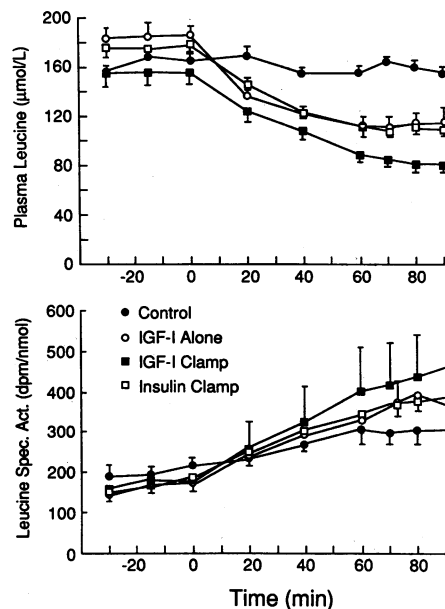 200
160
120
80
40
0
Plasma Leucine (µmol/L)
-20 0 20 40 60 80
600
500
400
300
200
100
0
Leucine Spec. Act. (dpm/nmol)
Control
IGF-I Alone
IGF-I Clamp
Insulin Clamp
-20 0 20 40 60 80
Time (min)